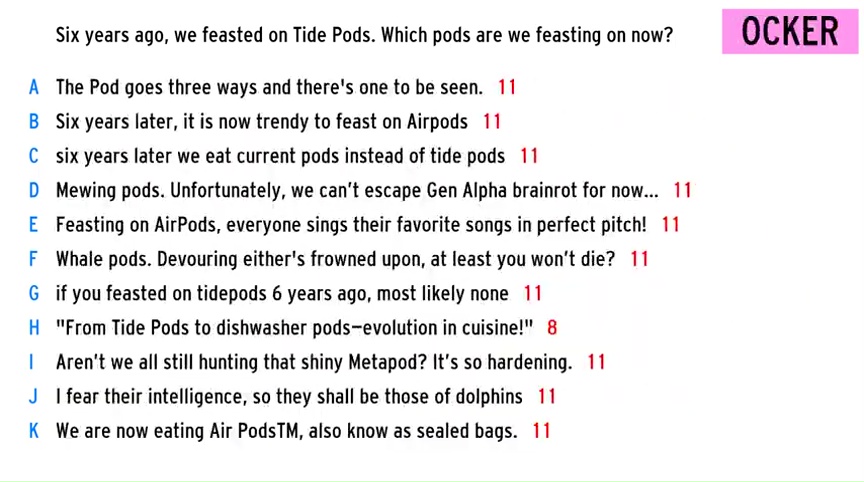 Six years ago, we feasted on Tide Pods. Which pods are we feasting on now?
OCKER
A The Pod goes three ways and there's one to be seen. 11
B Six years later, it is now trendy to feast on Airpods 11
C six years later we eat current pods instead of tide pods 11
D Mewing pods. Unfortunately, we can't escape Gen Alpha brainrot for now... 11
E Feasting on AirPods, everyone sings their favorite songs in perfect pitch! 11
F Whale pods. Devouring either's frowned upon, at least you won't die? 11
G if you feasted on tidepods 6 years ago, most likely none 11
H "From Tide Pods to dishwasher pods—evolution in cuisine!" 8
I Aren't we all still hunting that shiny Metapod? It's so hardening. 11
J I fear their intelligence, so they shall be those of dolphins 11
K We are now eating Air PodsTM, also know as sealed bags. 11